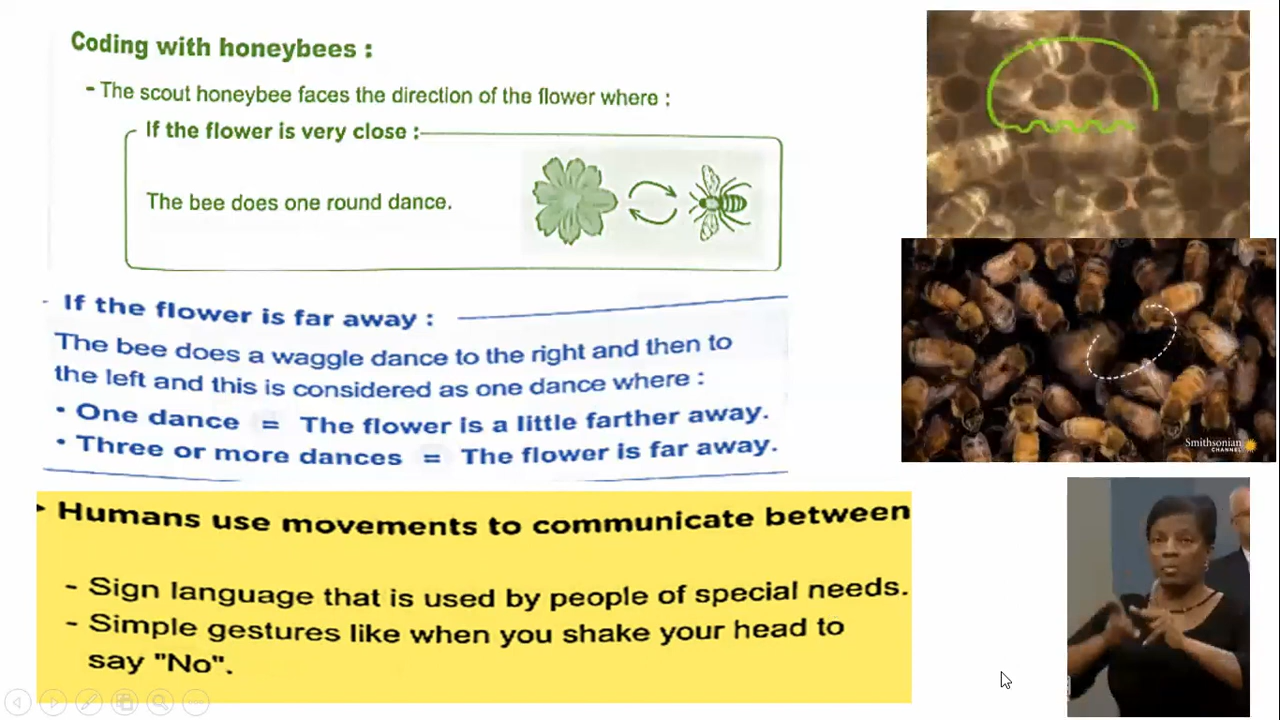 Coding with honeybees :
- The scout honeybee faces the direction of the flower where :
If the flower is very close :
The bee does one round dance.
- If the flower is far away :
The bee does a waggle dance to the right and then to
the left and this is considered as one dance where :
• One dance = The flower is a little farther away.
• Three or more dances = The flower is far away.
Humans use movements to communicate between
- Sign language that is used by people of special needs.
- Simple gestures like when you shake your head to
say "No".
Smithsonian
CHANNEL